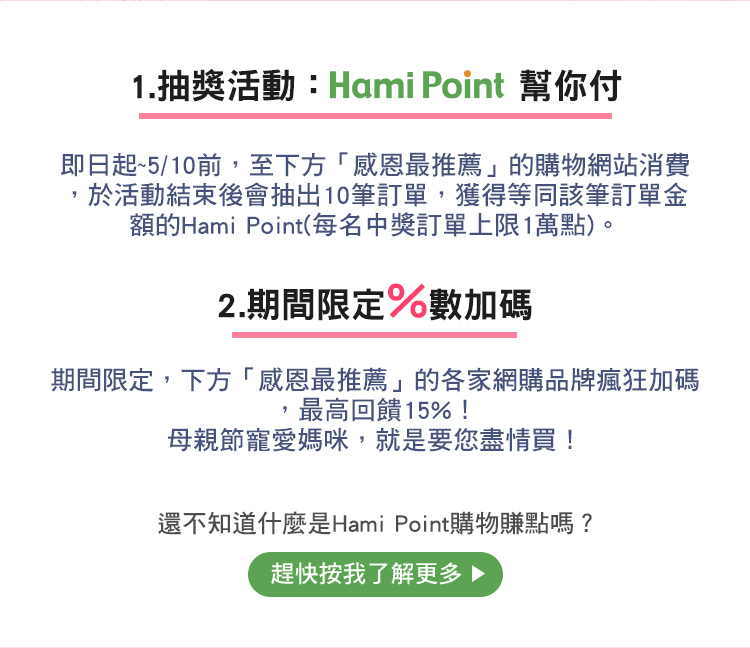 1.抽獎活動：Hami Point 幫你付
即日起~5/10前，至下方「感恩最推薦」的購物網站消費
，於活動結束後會抽出10筆訂單，獲得等同該筆訂單金
額的Hami Point(每名中獎訂單上限1萬點)。
2.期間限定%數加碼
期間限定，下方「感恩最推薦」的各家網購品牌瘋狂加碼
，最高回饋15%！
母親節寵愛媽咪，就是要您盡情買！
還不知道什麼是Hami Point購物賺點嗎？
趕快按我了解更多 ▶